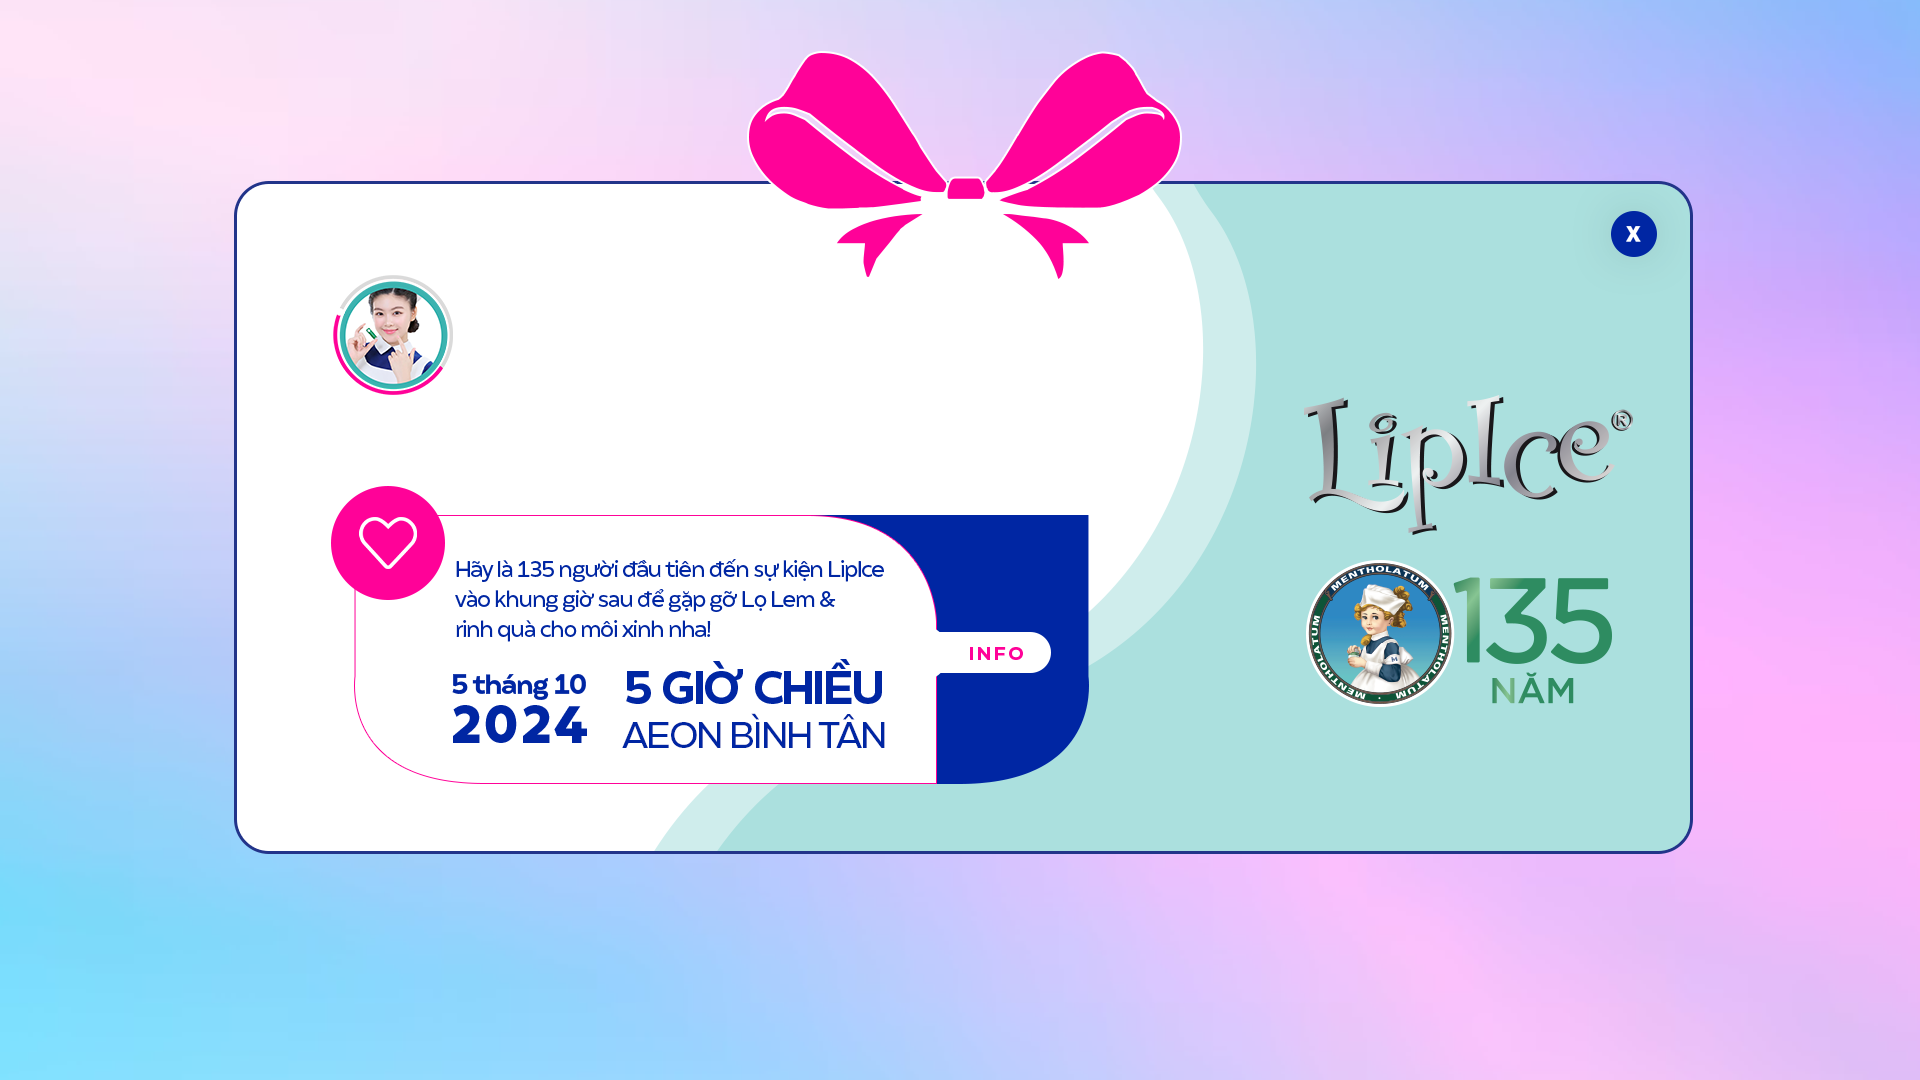 X
LipIce®
Hãy là 135 người đầu tiên đến sự kiện LipIce
vào khung giờ sau để gặp gỡ Lọ Lem &
rinh quà cho môi xinh nha!
5 tháng 10
2024
5 GIỜ CHIỀU
AEON BÌNH TÂN
INFO
MENTHOLATUM
MENTHOLATUM
MENTHOLATUM · MENTHOLATUM
M
135
NĂM